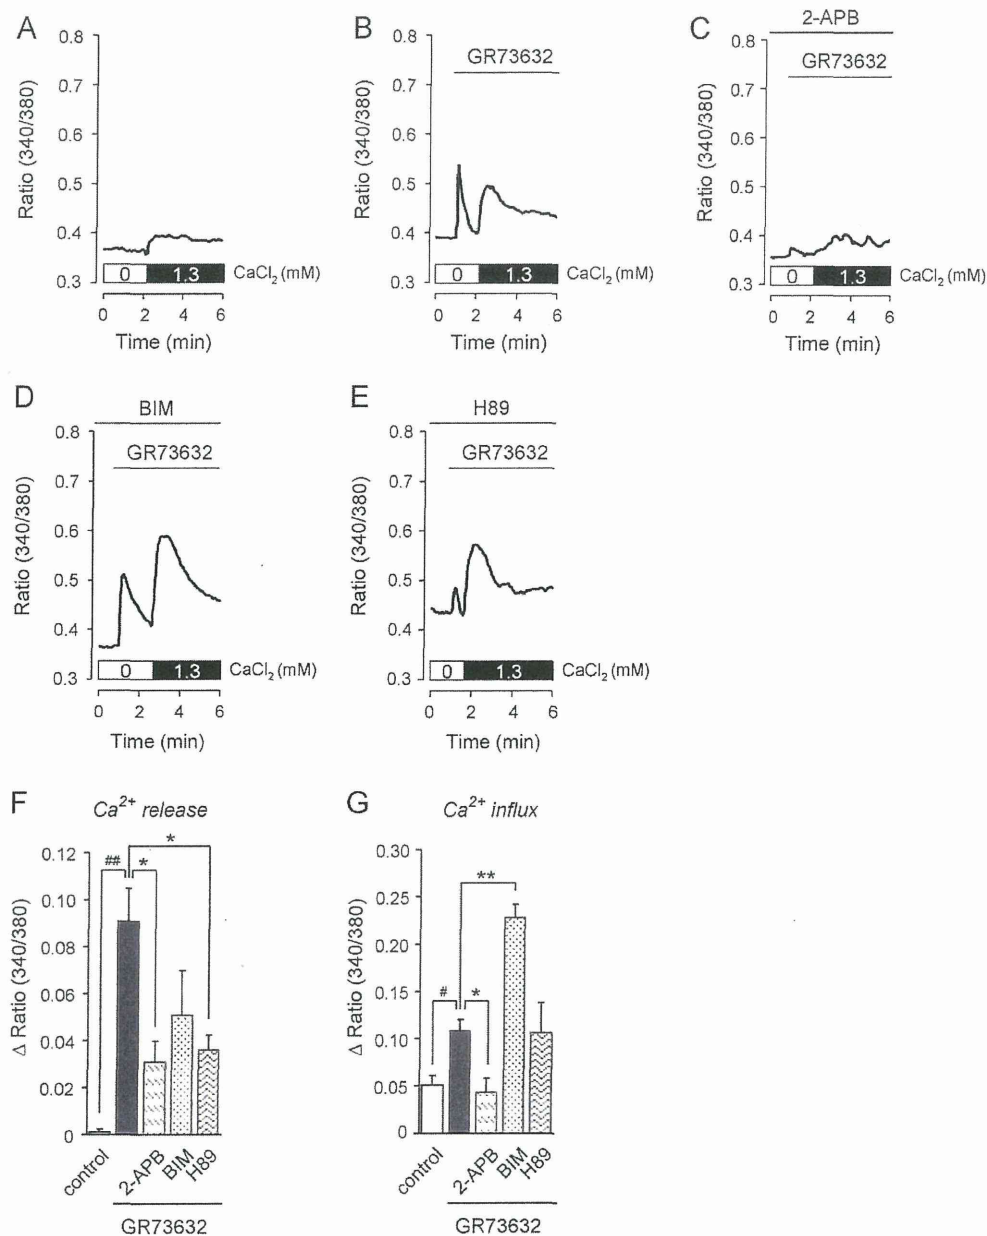 A
Ratio (340/380)
0.8
0.7
0.6
0.5
0.4
0.3
0
1.3
CaCl₂ (mM)
0 2 4 6
Time (min)
B
GR73632
Ratio (340/380)
0.8
0.7
0.6
0.5
0.4
0.3
0
1.3
CaCl₂ (mM)
0 2 4 6
Time (min)
C
2-APB
GR73632
Ratio (340/380)
0.8
0.7
0.6
0.5
0.4
0.3
0
1.3
CaCl₂ (mM)
0 2 4 6
Time (min)
D
BIM
GR73632
Ratio (340/380)
0.8
0.7
0.6
0.5
0.4
0.3
0
1.3
CaCl₂ (mM)
0 2 4 6
Time (min)
E
H89
GR73632
Ratio (340/380)
0.8
0.7
0.6
0.5
0.4
0.3
0
1.3
CaCl₂ (mM)
0 2 4 6
Time (min)
F
Ca²⁺ release
Δ Ratio (340/380)
0.12
0.10
0.08
0.06
0.04
0.02
0
##
*
*
control
2-APB
BIM
H89
GR73632
G
Ca²⁺ influx
Δ Ratio (340/380)
0.30
0.25
0.20
0.15
0.10
0.05
0
#
*
**
control
2-APB
BIM
H89
GR73632